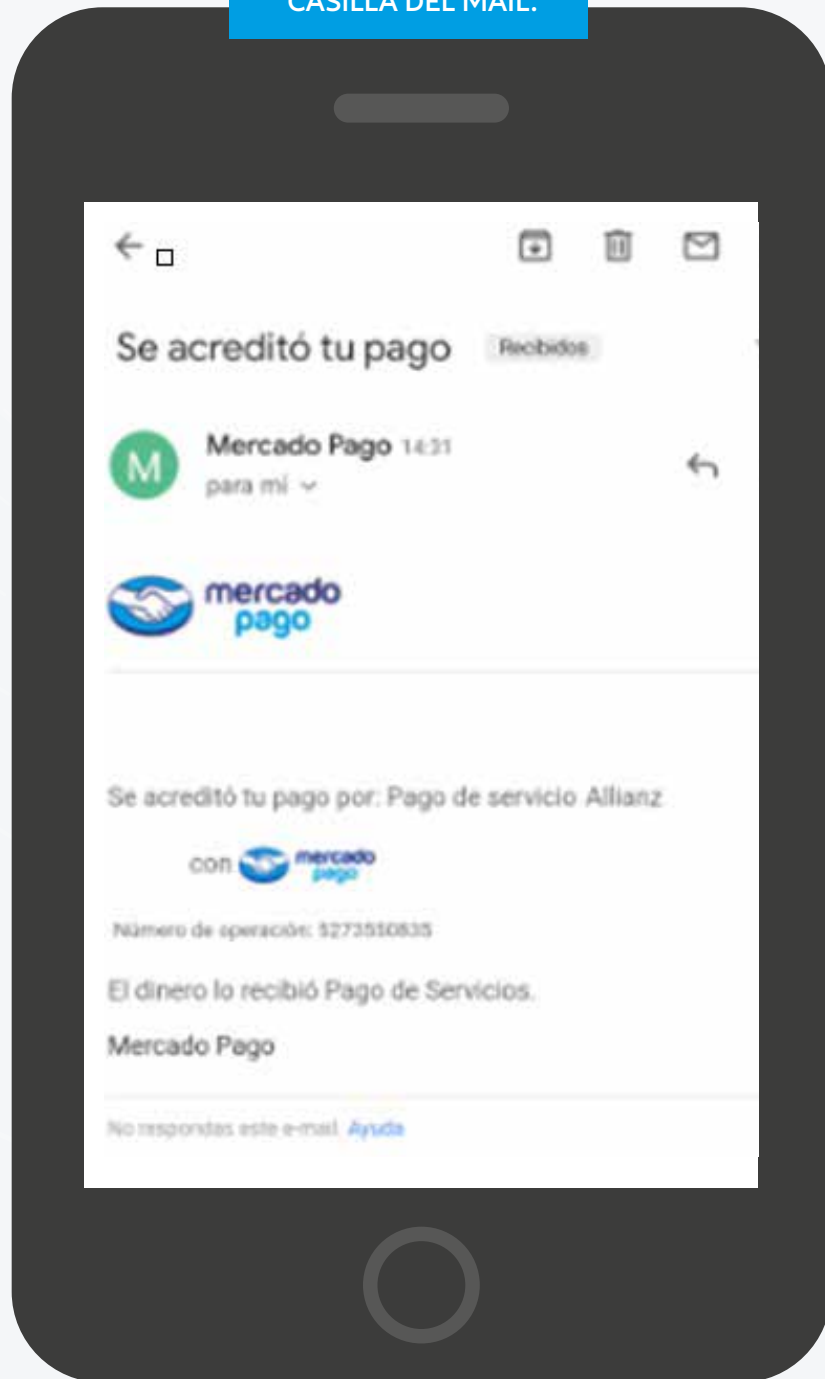 CASILLA DEL MAIL.
Se acreditó tu pago Recibidos
M Mercado Pago 14:31
para mí
mercado
pago
Se acreditó tu pago por: Pago de servicio Allianz
con mercado
pago
Número de operación: 5273550835
El dinero lo recibió Pago de Servicios.
Mercado Pago
No respondas este e-mail. Ayuda